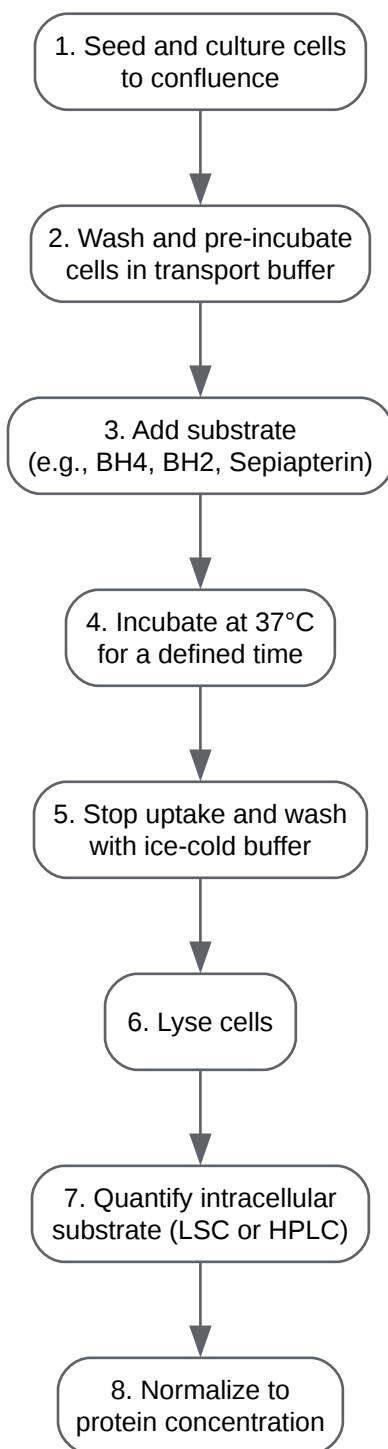 1. Seed and culture cells
to confluence
2. Wash and pre-incubate
cells in transport buffer
3. Add substrate
(e.g., BH4, BH2, Sepiapterin)
4. Incubate at 37°C
for a defined time
5. Stop uptake and wash
with ice-cold buffer
6. Lyse cells
7. Quantify intracellular
substrate (LSC or HPLC)
8. Normalize to
protein concentration